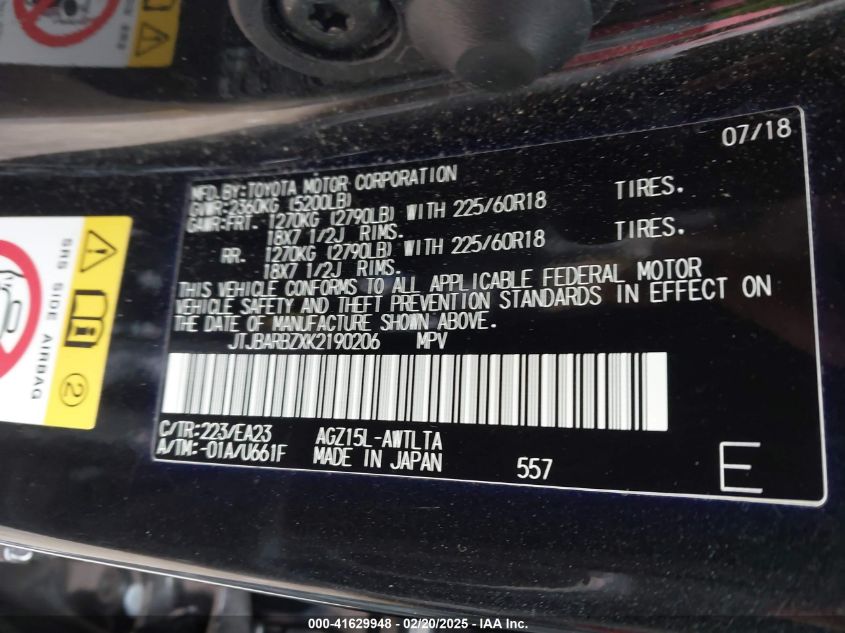 07/18
MFD. BY: TOYOTA MOTOR CORPORATION
GVWR: 2360KG (5200LB)
GAWR: FRT. 1270KG (2790LB) WITH 225/60R18 TIRES.
18X7 1/2J RIMS.
RR. 1270KG (2790LB) WITH 225/60R18 TIRES.
18X7 1/2J RIMS.
THIS VEHICLE CONFORMS TO ALL APPLICABLE FEDERAL MOTOR
VEHICLE SAFETY AND THEFT PREVENTION STANDARDS IN EFFECT ON
THE DATE OF MANUFACTURE SHOWN ABOVE.
JTJBARBZXK2190206 MPV
C/TR: 223/EA23 AGZ15L-AWTLTA
A/TM: -01A/U661F MADE IN JAPAN 557 E
SRS SIDE AIRBAG
2
000-41629948 - 02/20/2025 - IAAI.com